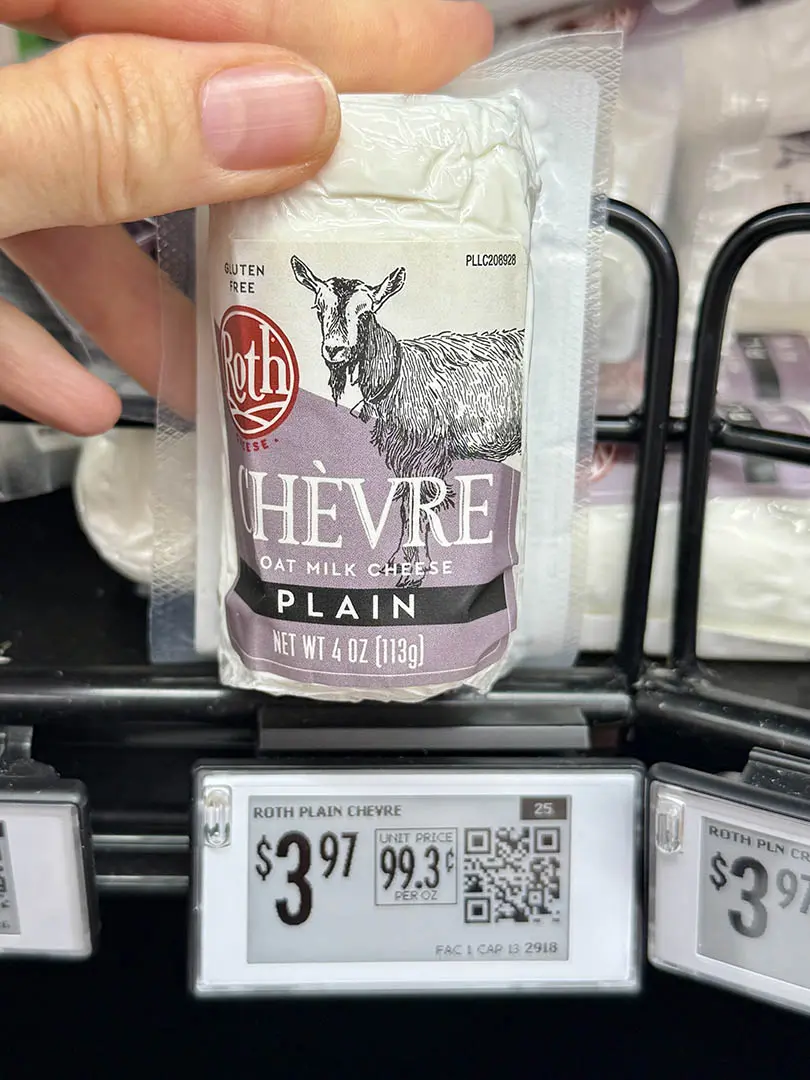 GLUTEN
FREE
PLLC208928
Roth
CHÈVRE
OAT MILK CHEESE
PLAIN
NET WT 4 OZ (113g)
ROTH PLAIN CHEVRE
25
$3.97
UNIT PRICE
99.3¢
PER OZ
FAC 1 CAP 13 2918
ROTH PLN
$3.97